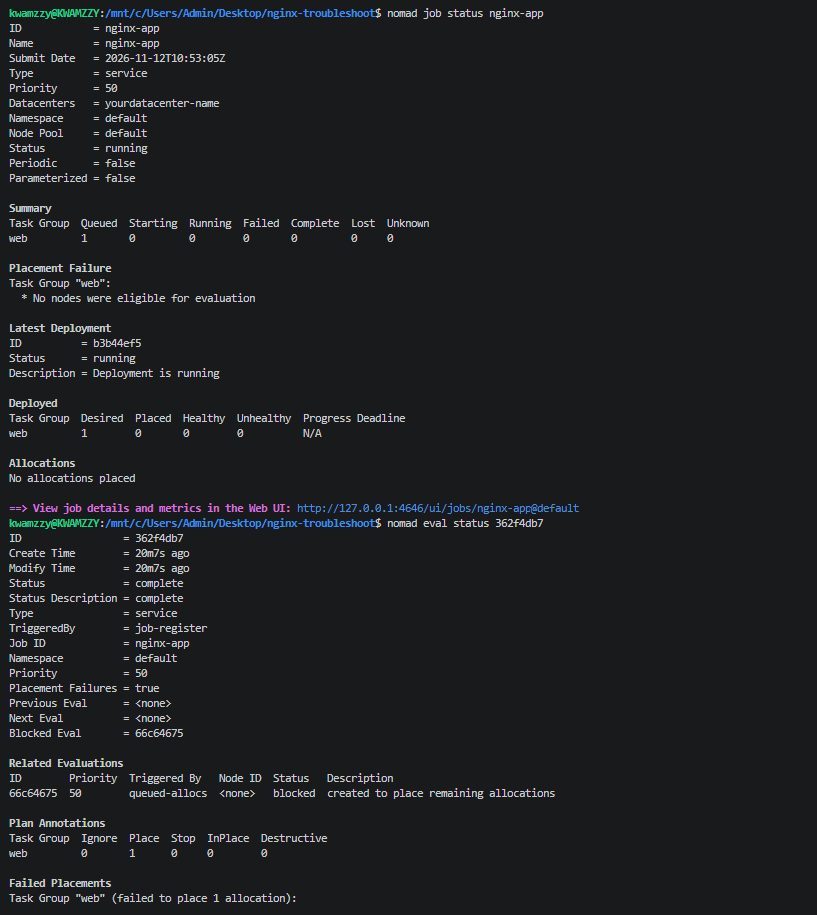 kwamzzy@KWAMZZY:/mnt/c/Users/Admin/Desktop/nginx-troubleshoot$ nomad job status nginx-app
ID            = nginx-app
Name          = nginx-app
Submit Date   = 2026-11-12T10:53:05Z
Type          = service
Priority      = 50
Datacenters   = yourdatacenter-name
Namespace     = default
Node Pool     = default
Status        = running
Periodic      = false
Parameterized = false

Summary
Task Group  Queued  Starting  Running  Failed  Complete  Lost  Unknown
web         1       0         0        0       0         0     0

Placement Failure
Task Group "web":
  * No nodes were eligible for evaluation

Latest Deployment
ID          = b3b44ef5
Status      = running
Description = Deployment is running

Deployed
Task Group  Desired  Placed  Healthy  Unhealthy  Progress Deadline
web         1        0       0        0          N/A

Allocations
No allocations placed

==> View job details and metrics in the Web UI: http://127.0.0.1:4646/ui/jobs/nginx-app@default
kwamzzy@KWAMZZY:/mnt/c/Users/Admin/Desktop/nginx-troubleshoot$ nomad eval status 362f4db7
ID                 = 362f4db7
Create Time        = 20m7s ago
Modify Time        = 20m7s ago
Status             = complete
Status Description = complete
Type               = service
TriggeredBy        = job-register
Job ID             = nginx-app
Namespace          = default
Priority           = 50
Placement Failures = true
Previous Eval      = <none>
Next Eval          = <none>
Blocked Eval       = 66c64675

Related Evaluations
ID        Priority  Triggered By   Node ID  Status   Description
66c64675  50        queued-allocs  <none>   blocked  created to place remaining allocations

Plan Annotations
Task Group  Ignore  Place  Stop  InPlace  Destructive
web         0       1      0     0        0

Failed Placements
Task Group "web" (failed to place 1 allocation):